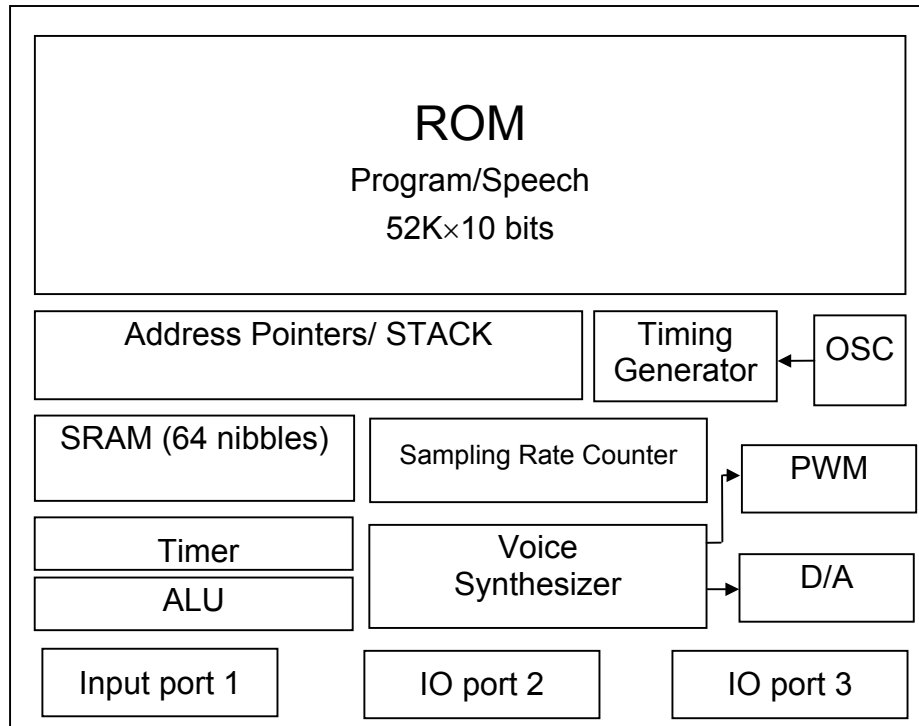 ROM
Program/Speech
52K×10 bits
Address Pointers/ STACK
Timing
Generator
OSC
SRAM (64 nibbles)
Sampling Rate Counter
PWM
Timer
Voice
Synthesizer
D/A
ALU
Input port 1
IO port 2
IO port 3